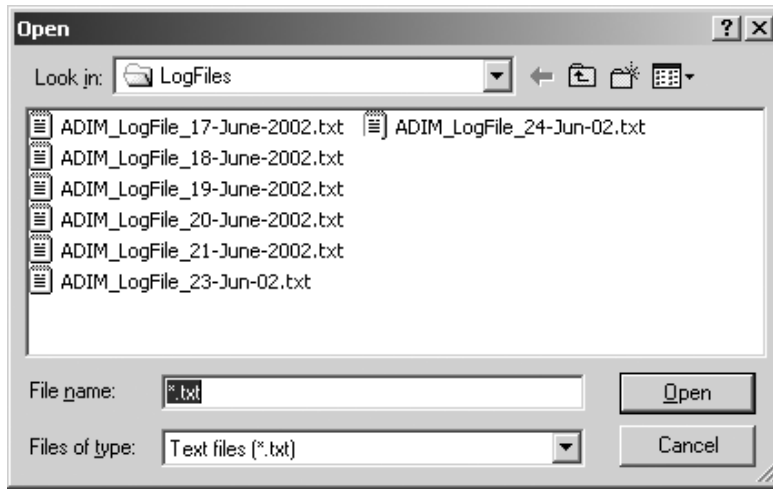 Open
Look in: LogFiles
ADIM_LogFile_17-June-2002.txt
ADIM_LogFile_18-June-2002.txt
ADIM_LogFile_19-June-2002.txt
ADIM_LogFile_20-June-2002.txt
ADIM_LogFile_21-June-2002.txt
ADIM_LogFile_23-Jun-02.txt
ADIM_LogFile_24-Jun-02.txt
File name: *.txt
Open
Files of type: Text files (*.txt)
Cancel